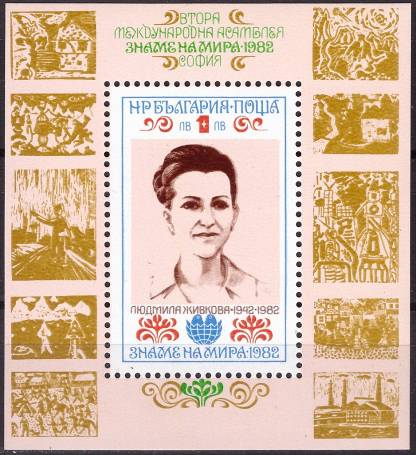 ВТОРА
МЕЖДУНАРОДНА АСАМБЛЕЯ
ЗНАМЕ НА МИРА·1982
СОФИЯ
НР БЪЛГАРИЯ·ПОЩА
ЛВ 1 ЛВ
ЛЮДМИЛА ЖИВКОВА·1942·1982
ЗНАМЕ НА МИРА·1982